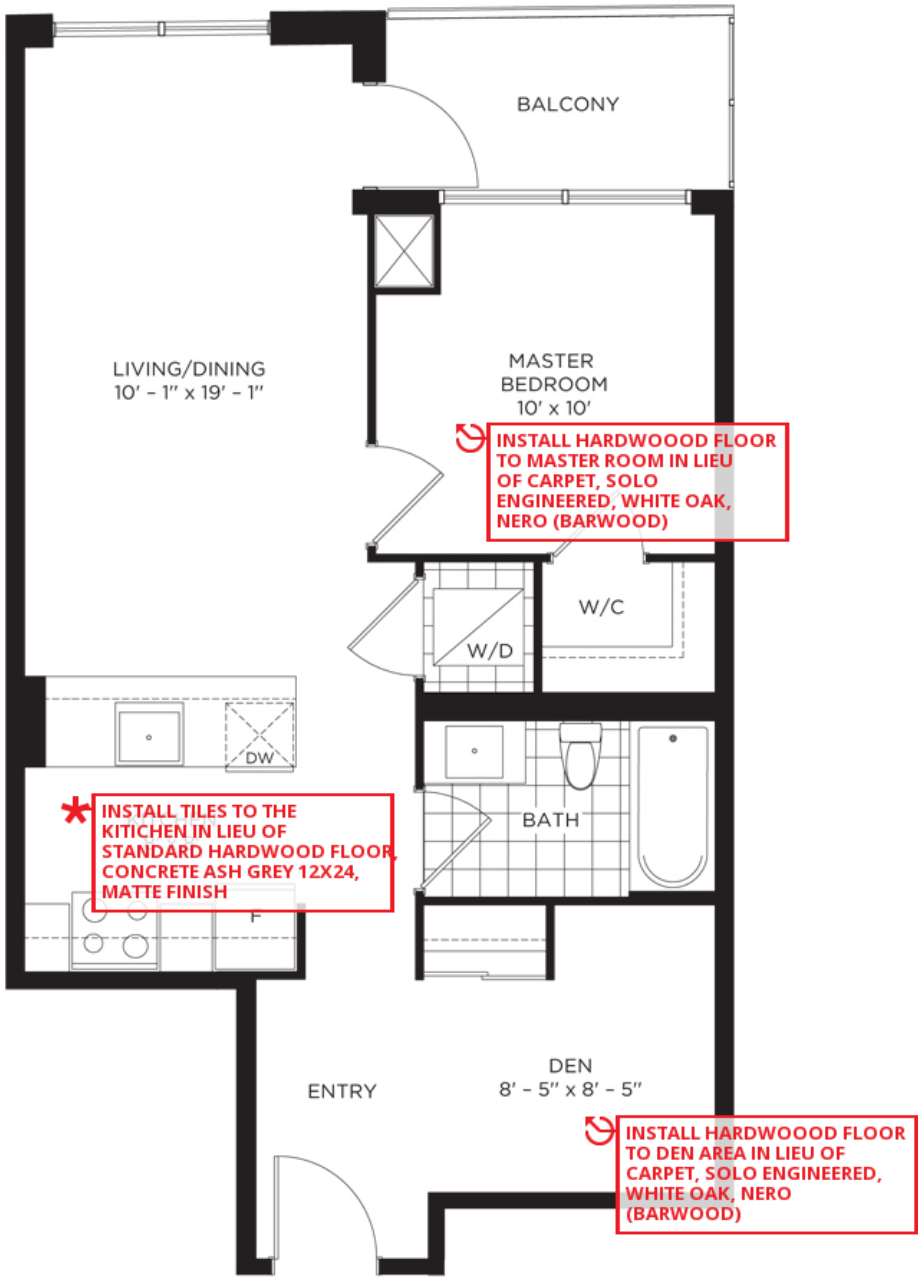 BALCONY
LIVING/DINING
10' - 1" x 19' - 1"
MASTER
BEDROOM
10' x 10'
INSTALL HARDWOOOD FLOOR
TO MASTER ROOM IN LIEU
OF CARPET, SOLO
ENGINEERED, WHITE OAK,
NERO (BARWOOD)
W/C
W/D
DW
BATH
INSTALL TILES TO THE
KITICHEN IN LIEU OF
STANDARD HARDWOOD FLOOR,
CONCRETE ASH GREY 12X24,
MATTE FINISH
F
ENTRY
DEN
8' - 5" x 8' - 5"
INSTALL HARDWOOOD FLOOR
TO DEN AREA IN LIEU OF
CARPET, SOLO ENGINEERED,
WHITE OAK, NERO
(BARWOOD)